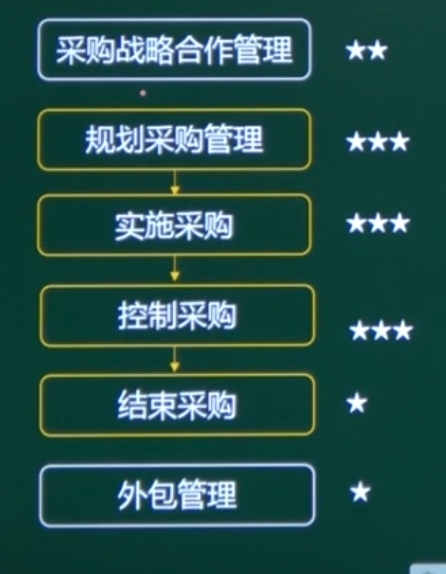 采购战略合作管理 ★★
规划采购管理 ★★★
实施采购 ★★★
控制采购 ★★★
结束采购 ★
外包管理 ★